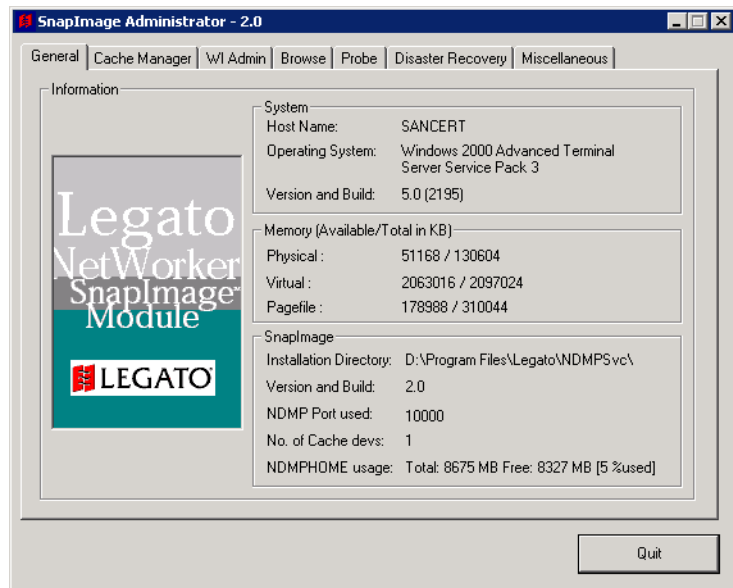 SnapImage Administrator - 2.0
General
Cache Manager
WI Admin
Browse
Probe
Disaster Recovery
Miscellaneous
Information
Legato
NetWorker
SnapImage™
Module
LEGATO
System
Host Name: SANCERT
Operating System: Windows 2000 Advanced Terminal
Server Service Pack 3
Version and Build: 5.0 (2195)
Memory (Available/Total in KB)
Physical : 51168 / 130604
Virtual : 2063016 / 2097024
Pagefile : 178988 / 310044
SnapImage
Installation Directory: D:\Program Files\Legato\NDMPSvc\
Version and Build: 2.0
NDMP Port used: 10000
No. of Cache devs: 1
NDMPHOME usage: Total: 8675 MB Free: 8327 MB [5 %used]
Quit